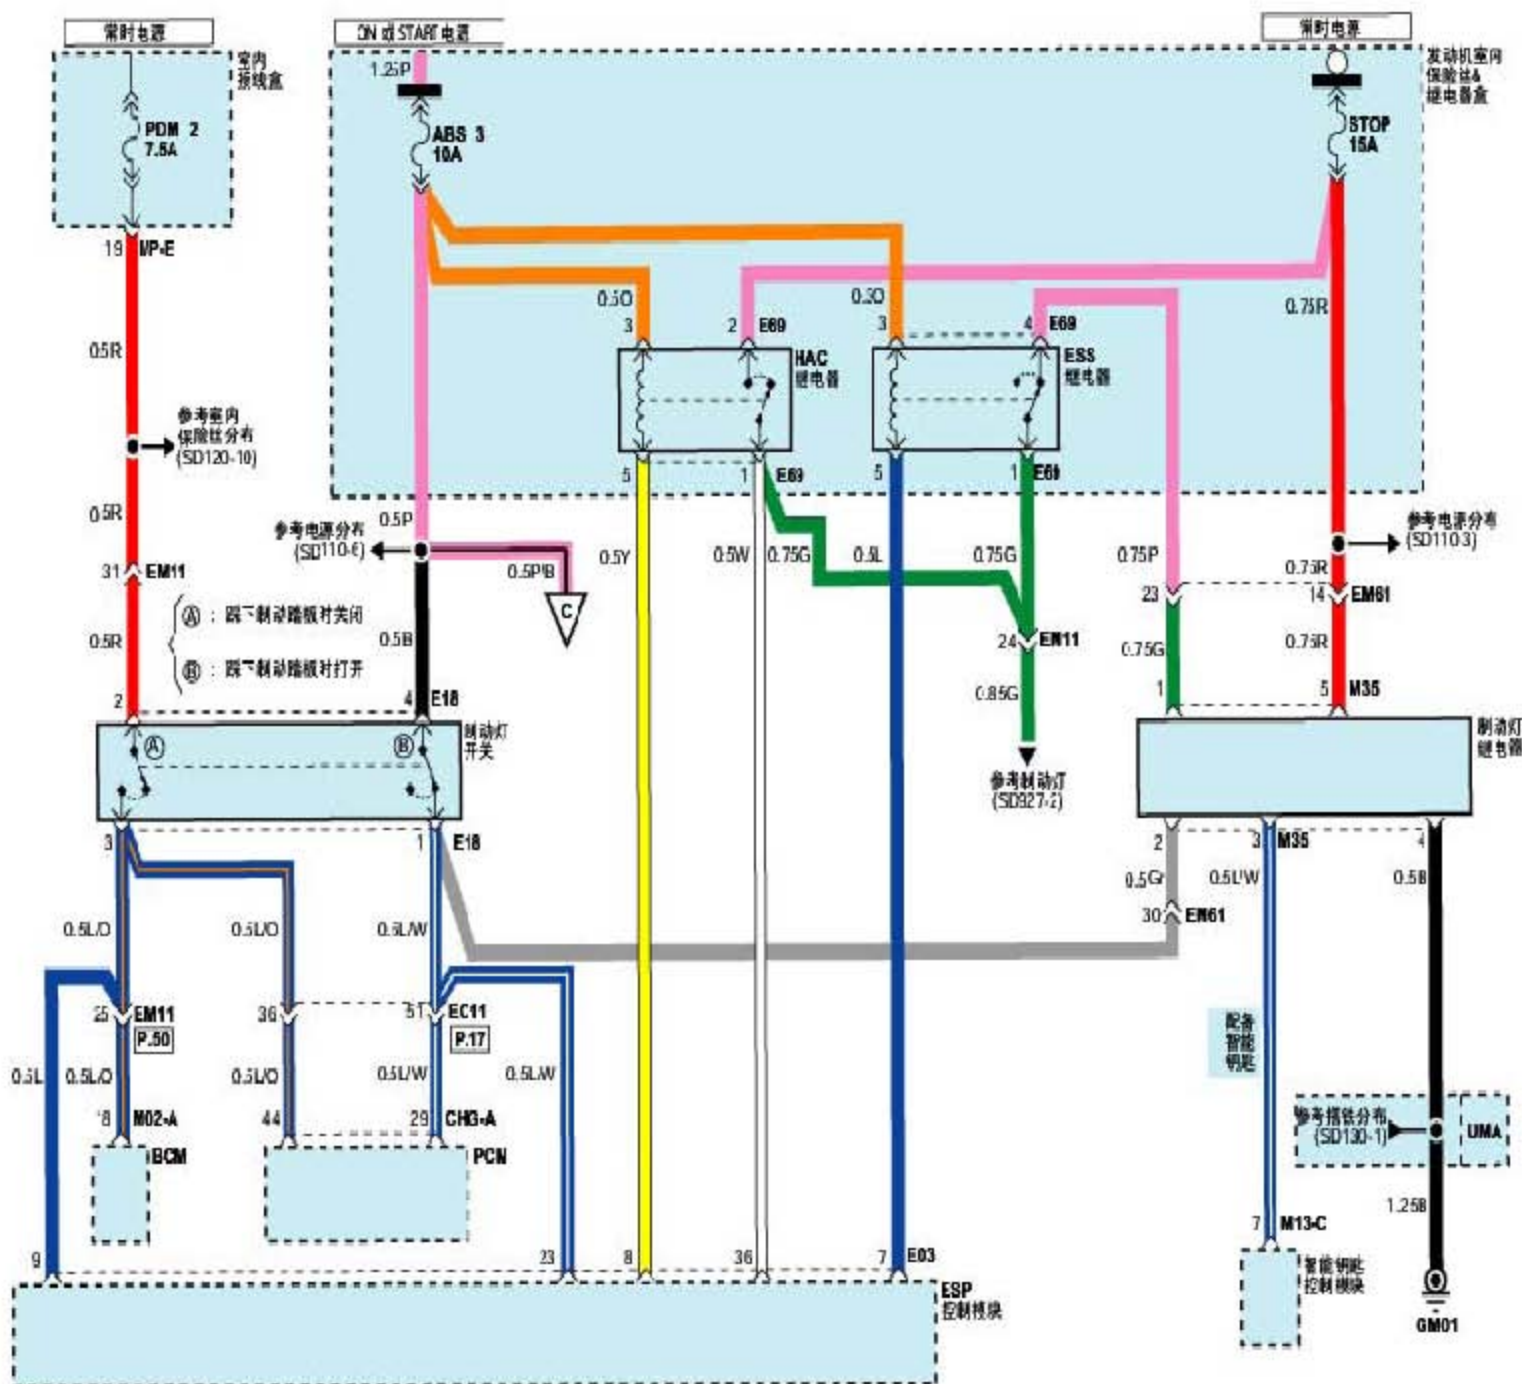 常时电源
ON 或 START 电源
常时电源
室内
接线盒
1.25P
发动机室内
保险丝&
继电器盒
PDM 2
7.5A
ABS 3
10A
STOP
15A
19
I/P-E
0.5O
0.5O
0.75R
3
2
E69
3
4
E69
0.5R
HAC
继电器
ESS
继电器
参考室内
保险丝分布
(SD120-10)
5
1
E69
5
1
E69
0.5R
0.5P
参考电源分布
(SD110-6)
参考电源分布
(SD110-3)
0.5Y
0.5W
0.75G
0.5L
0.75G
0.75P
0.75R
31
EM11
0.5P/B
C
23
14
EM61
Ⓐ : 踩下制动踏板时关闭
0.5R
0.5B
24
EM11
0.75G
0.75R
Ⓑ : 踩下制动踏板时打开
0.85G
2
4
E18
1
5
M35
A
B
制动灯
开关
制动灯
继电器
参考制动灯
(SD927-2)
3
1
E18
2
3
M35
4
0.5L/O
0.5L/O
0.5L/W
0.5G
0.5L/W
0.5B
30
EM61
25
EM11
36
51
EC11
P.50
P.17
配备
智能
钥匙
0.5L
0.5L/O
0.5L/O
0.5L/W
0.5L/W
18
M02-A
44
29
CHG-A
参考搭铁分布
(SD130-1)
UMA
BCM
PCM
1.25B
7
M13-C
9
23
8
36
7
E03
智能钥匙
控制模块
ESP
控制模块
GM01